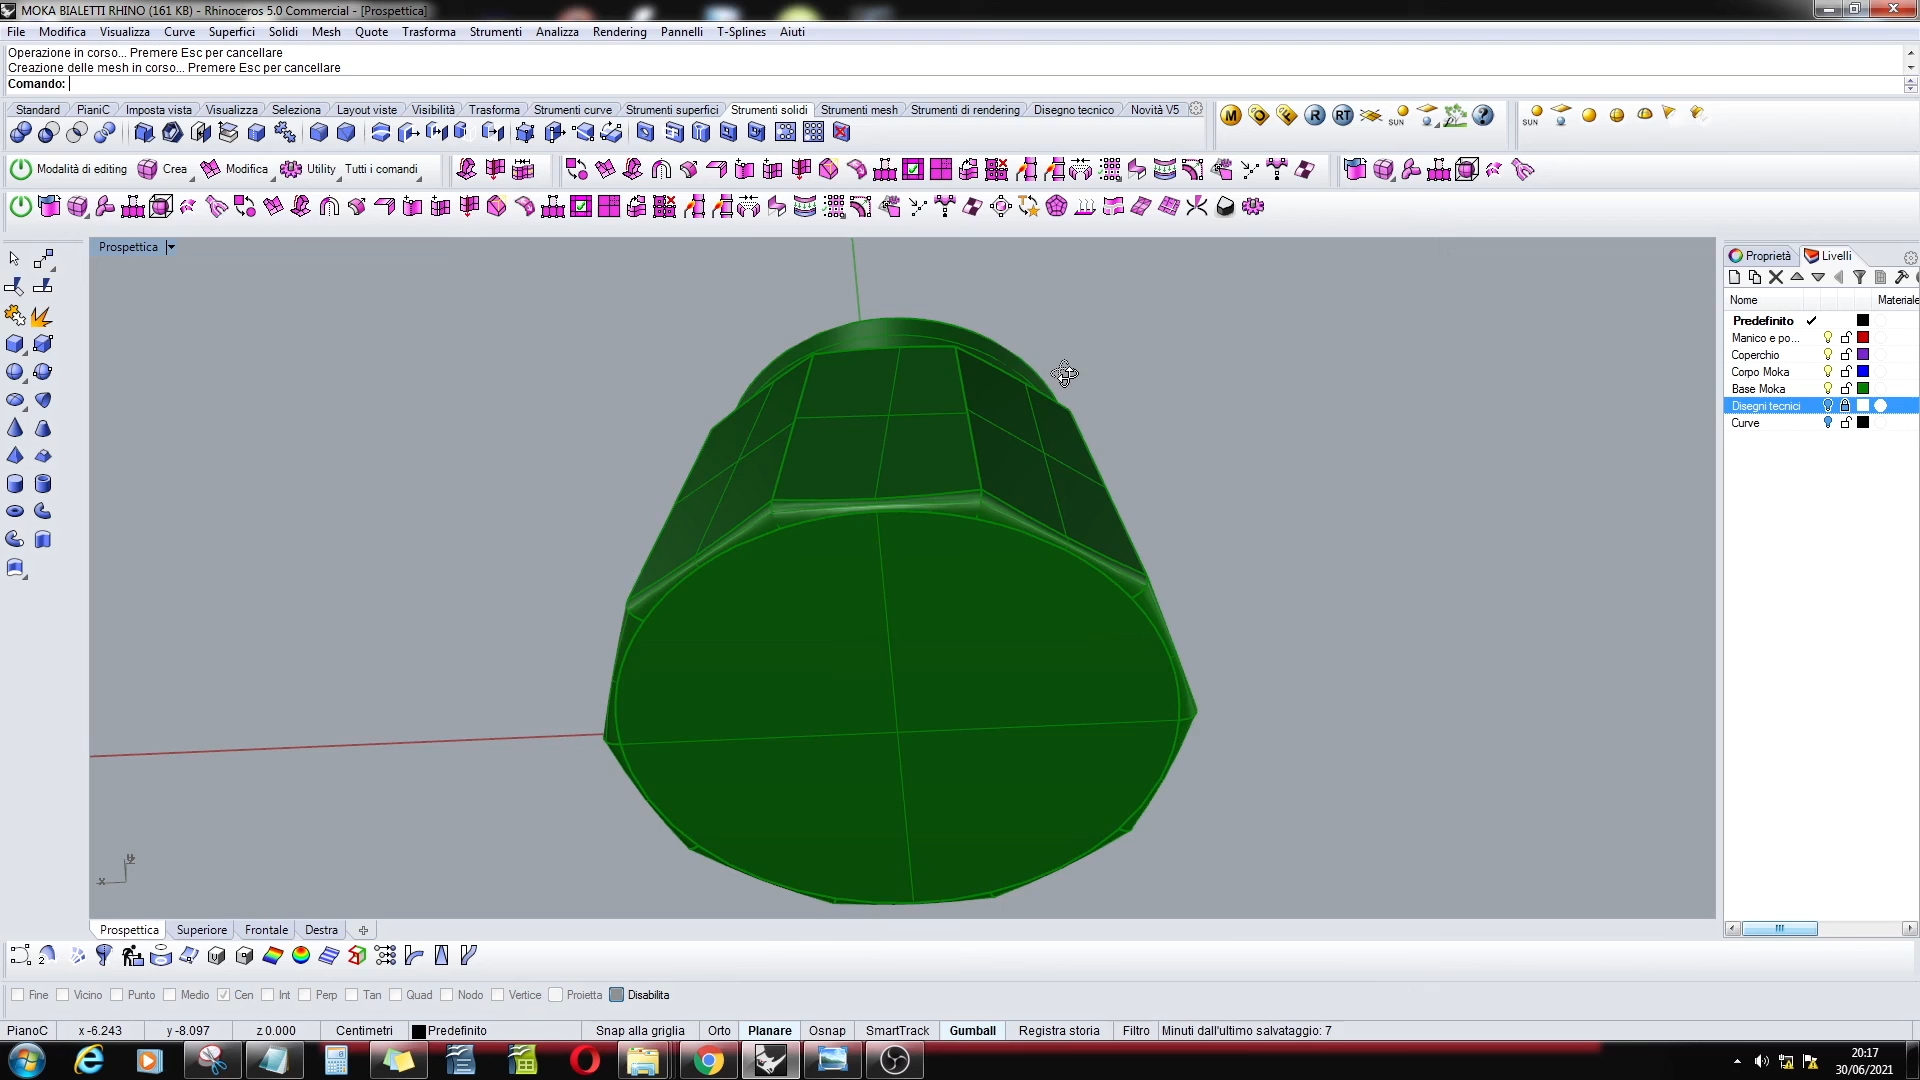 MOKA BIALETTI RHINO (161 KB) - Rhinoceros 5.0 Commercial - [Prospettica]
File Modifica Visualizza Curve Superfici Solidi Mesh Quote Trasforma Strumenti Analizza Rendering Pannelli T-Splines Aiuti
Operazione in corso... Premere Esc per cancellare
Creazione delle mesh in corso... Premere Esc per cancellare
Comando:
Standard PianiC Imposta vista Visualizza Seleziona Layout viste Visibilità Trasforma Strumenti curve Strumenti superfici Strumenti solidi Strumenti mesh Strumenti di rendering Disegno tecnico Novità V5
M R RT SUN SUN
Modalità di editing Crea Modifica Utility Tutti i comandi
Prospettica
Proprietà Livelli
Nome Materiale
Predefinito
Manico e po...
Coperchio
Corpo Moka
Base Moka
Disegni tecnici
Curve
x
Prospettica Superiore Frontale Destra
Fine Vicino Punto Medio Cen Int Perp Tan Quad Nodo Vertice Proietta Disabilita
PianoC x -6.243 y -8.097 z 0.000 Centimetri Predefinito Snap alla griglia Orto Planare Osnap SmartTrack Gumball Registra storia Filtro Minuti dall'ultimo salvataggio: 7
20:17
30/06/2021